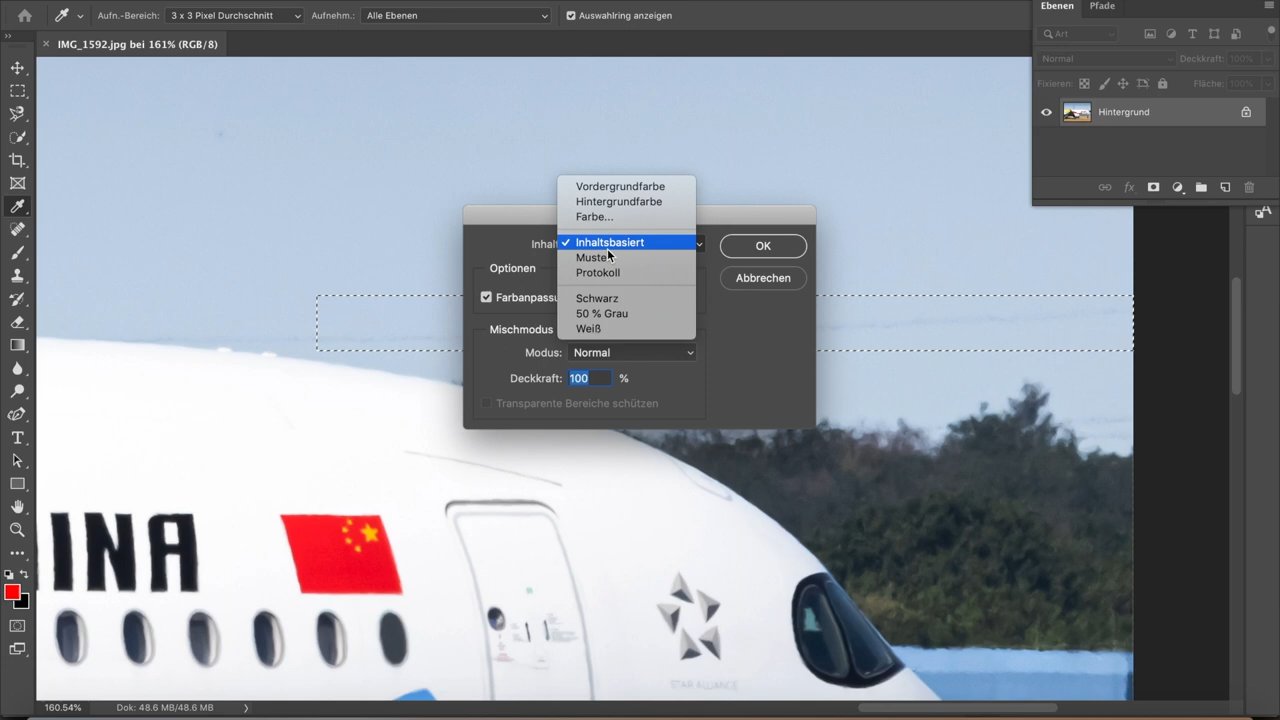 Aufn.-Bereich: 3 x 3 Pixel Durchschnitt Aufnehm.: Alle Ebenen Auswahlring anzeigen
Ebenen Pfade
IMG_1592.jpg bei 161% (RGB/8)
Art
Normal Deckkraft: 100%
Fixieren: Fläche: 100%
Hintergrund
Vordergrundfarbe
Hintergrundfarbe
Farbe...
Inhaltsbasiert
Protokoll
Schwarz
50 % Grau
Weiß
OK
Abbrechen
Optionen
Mischmodus
Modus: Normal
Deckkraft: 100 %
Transparente Bereiche schützen
INA
STAR ALLIANCE
160.54% Dok: 48.6 MB/48.6 MB